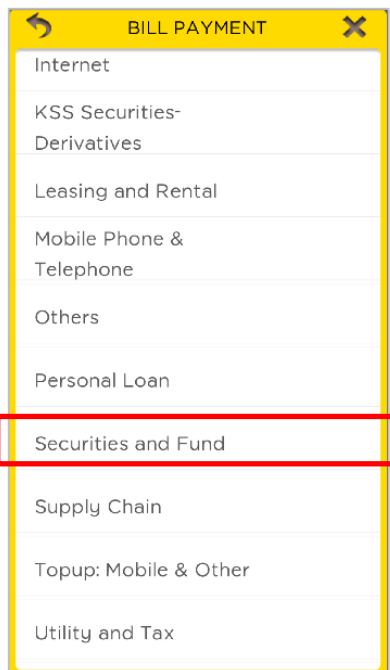 BILL PAYMENT
Internet
KSS Securities-
Derivatives
Leasing and Rental
Mobile Phone &
Telephone
Others
Personal Loan
Securities and Fund
Supply Chain
Topup: Mobile & Other
Utility and Tax